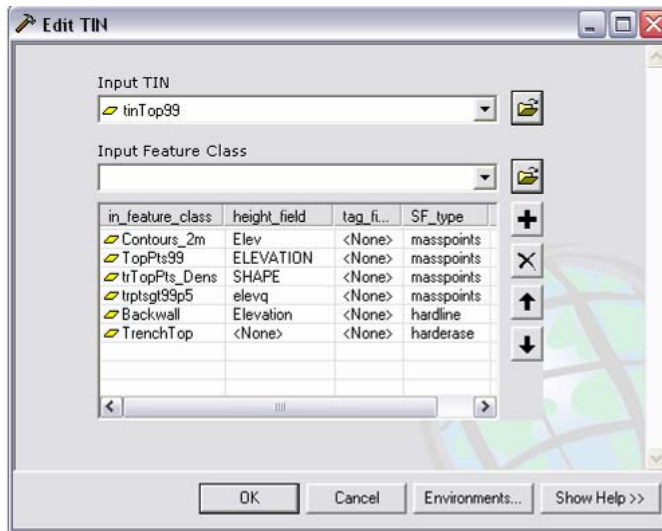 Edit TIN
Input TIN
tinTop99
Input Feature Class
in_feature_class height_field tag_fi... SF_type
Contours_2m Elev <None> masspoints
TopPts99 ELEVATION <None> masspoints
trTopPts_Dens SHAPE <None> masspoints
trptsgt99p5 elevq <None> masspoints
Backwall Elevation <None> hardline
TrenchTop <None> <None> harderase
OK Cancel Environments... Show Help >>